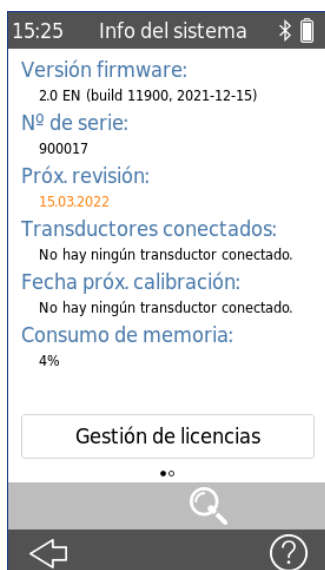 15:25 Info del sistema
Versión firmware:
2.0 EN (build 11900, 2021-12-15)
Nº de serie:
900017
Próx. revisión:
15.03.2022
Transductores conectados:
No hay ningún transductor conectado.
Fecha próx. calibración:
No hay ningún transductor conectado.
Consumo de memoria:
4%
Gestión de licencias
?